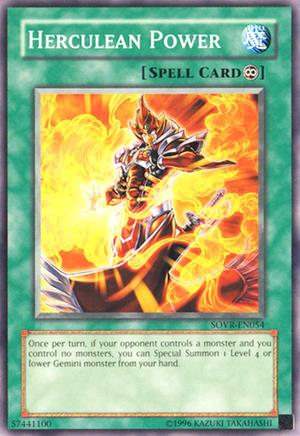 HERCULEAN POWER
[SPELL CARD]
SOVR-EN054
Once per turn, if your opponent controls a monster and you
control no monsters, you can Special Summon 1 Level 4 or
lower Gemini monster from your hand.
57441100
©1996 KAZUKI TAKAHASHI